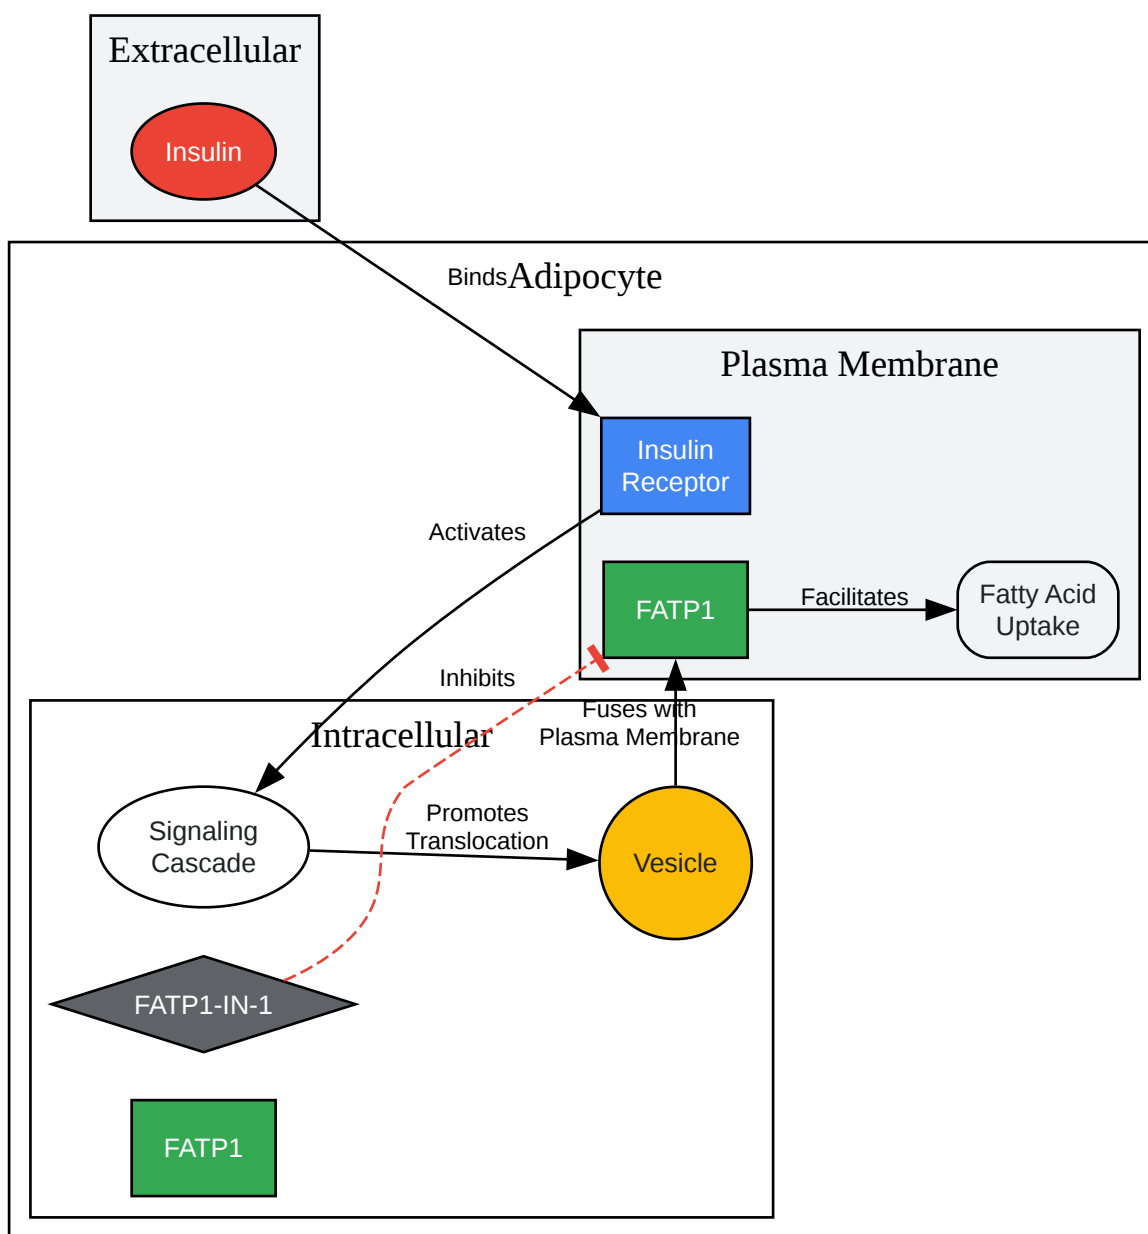 Extracellular
Insulin
Binds
Adipocyte
Plasma Membrane
Insulin
Receptor
Activates
FATP1
Facilitates
Fatty Acid
Uptake
Inhibits
Fuses with
Plasma Membrane
Intracellular
Signaling
Cascade
Promotes
Translocation
Vesicle
FATP1-IN-1
FATP1